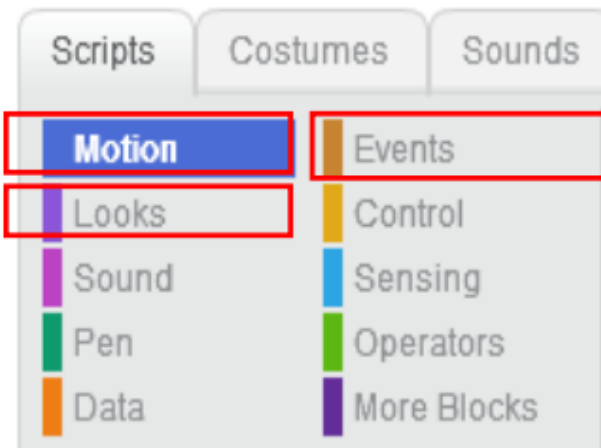 Scripts Costumes Sounds
Motion Events
Looks Control
Sound Sensing
Pen Operators
Data More Blocks